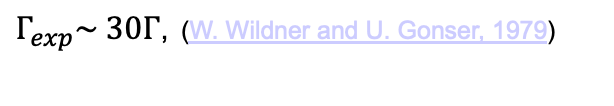 Γexp~ 30Γ, (W. Wildner and U. Gonser, 1979)